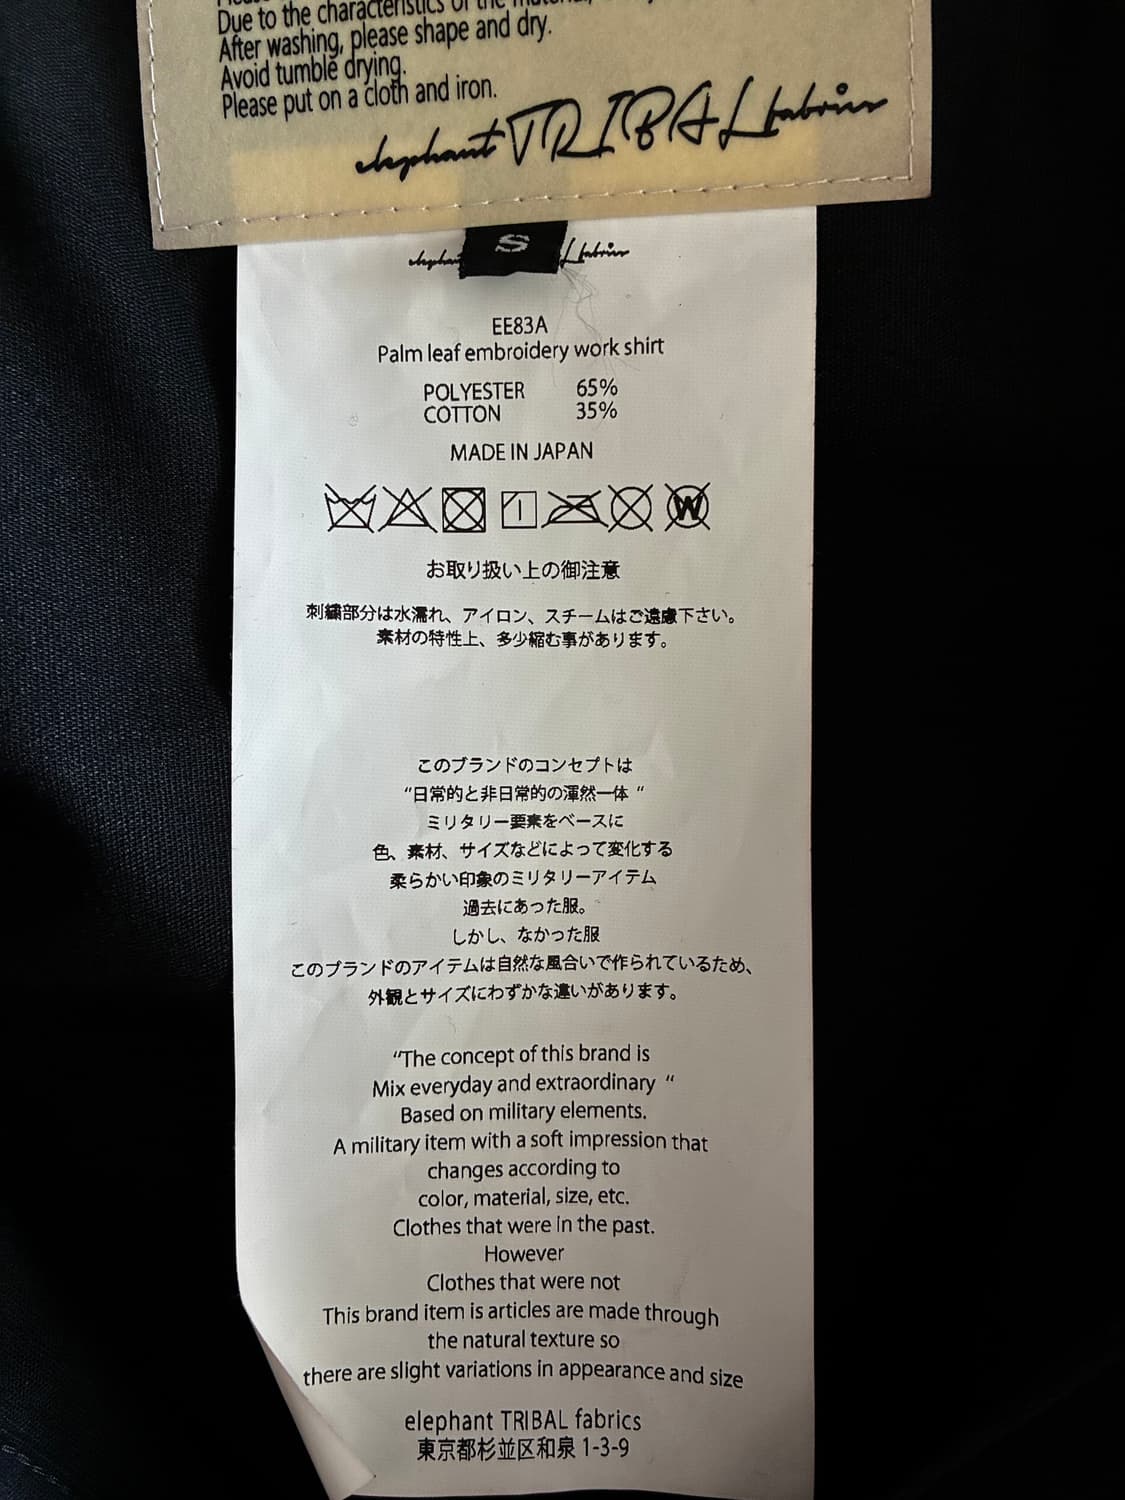 Due to the characteristics of the
After washing, please shape and dry.
Avoid tumble drying.
Please put on a cloth and iron.
elephant TRIBAL fabrics
S
EE83A
Palm leaf embroidery work shirt
POLYESTER 65%
COTTON 35%
MADE IN JAPAN
W
お取り扱い上の御注意
刺繍部分は水濡れ、アイロン、スチームはご遠慮下さい。
素材の特性上、多少縮む事があります。
このブランドのコンセプトは
“日常的と非日常的の渾然一体 “
ミリタリー要素をベースに
色、素材、サイズなどによって変化する
柔らかい印象のミリタリーアイテム
過去にあった服。
しかし、なかった服
このブランドのアイテムは自然な風合いで作られているため、
外観とサイズにわずかな違いがあります。
“The concept of this brand is
Mix everyday and extraordinary “
Based on military elements.
A military item with a soft impression that
changes according to
color, material, size, etc.
Clothes that were in the past.
However
Clothes that were not
This brand item is articles are made through
the natural texture so
there are slight variations in appearance and size
elephant TRIBAL fabrics
東京都杉並区和泉 1-3-9